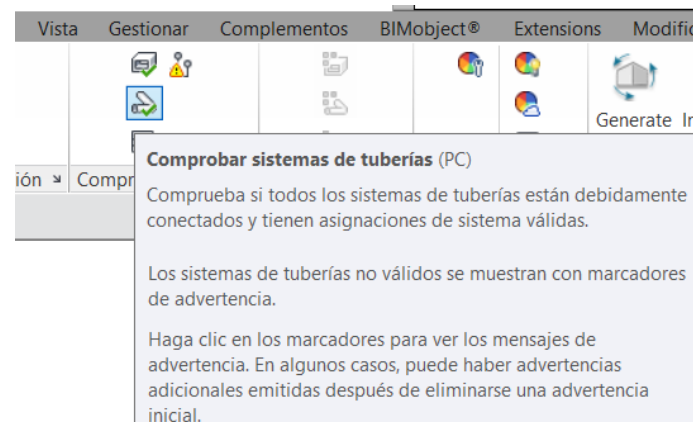 Vista Gestionar Complementos BIMobject® Extensions Modific
Generate In
ión Compr
Comprobar sistemas de tuberías (PC)
Comprueba si todos los sistemas de tuberías están debidamente
conectados y tienen asignaciones de sistema válidas.
Los sistemas de tuberías no válidos se muestran con marcadores
de advertencia.
Haga clic en los marcadores para ver los mensajes de
advertencia. En algunos casos, puede haber advertencias
adicionales emitidas después de eliminarse una advertencia
inicial.